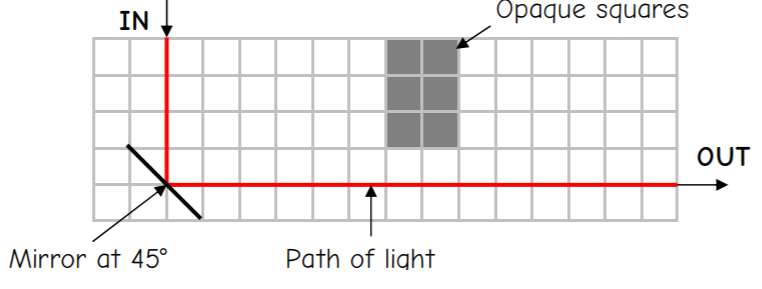 Opaque squares
IN
OUT
Mirror at 45°
Path of light